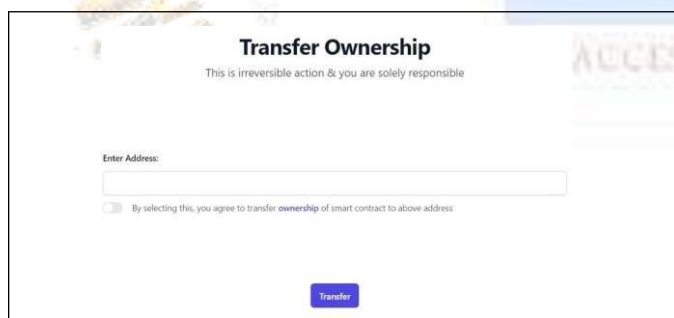 Transfer Ownership
This is irreversible action & you are solely responsible
Enter Address:
By selecting this, you agree to transfer ownership of smart contract to above address
Transfer